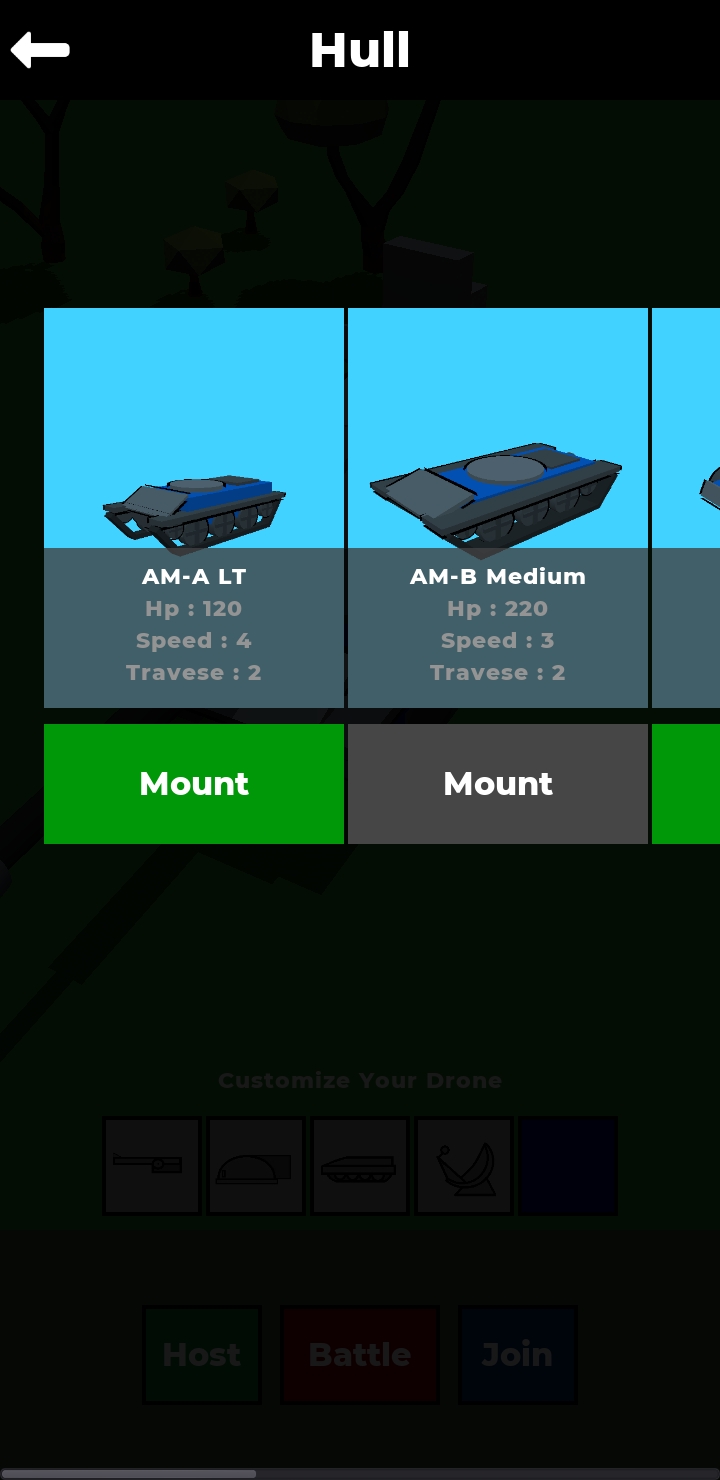 Hull
AM-A LT
Hp : 120
Speed : 4
Travese : 2
Mount
AM-B Medium
Hp : 220
Speed : 3
Travese : 2
Mount
Customize Your Drone
Host
Battle
Join